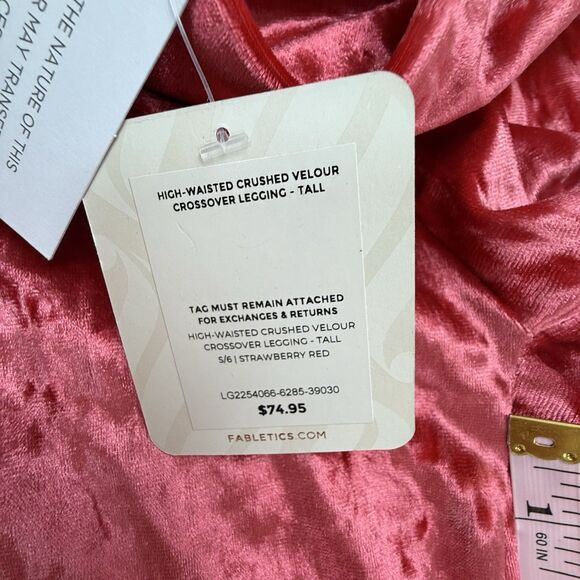 THE NATURE OF THIS
R MAY TRANSF
HIGH-WAISTED CRUSHED VELOUR
CROSSOVER LEGGING - TALL
TAG MUST REMAIN ATTACHED
FOR EXCHANGES & RETURNS
HIGH-WAISTED CRUSHED VELOUR
CROSSOVER LEGGING - TALL
S/6 | STRAWBERRY RED
LG2254066-6285-39030
$74.95
FABLETICS.COM
1
60 IN